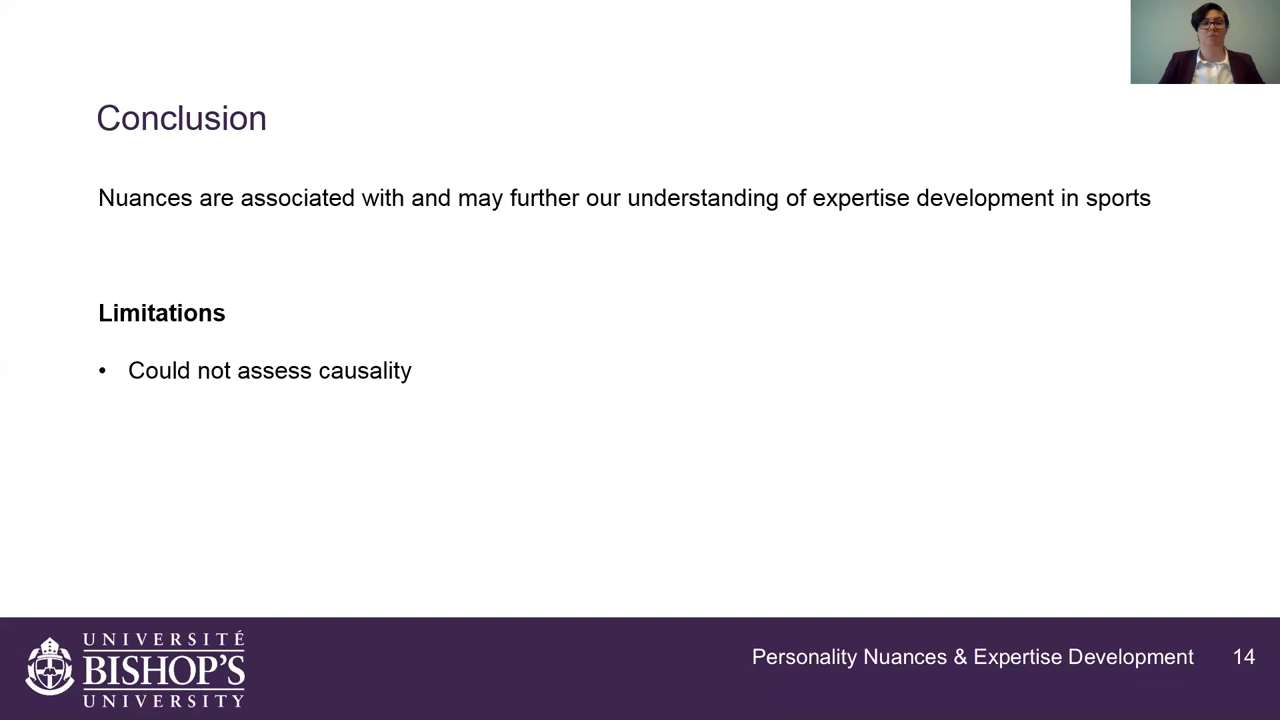 Conclusion
Nuances are associated with and may further our understanding of expertise development in sports
Limitations
• Could not assess causality
UNIVERSITÉ
BISHOP'S
UNIVERSITY
Personality Nuances & Expertise Development 14